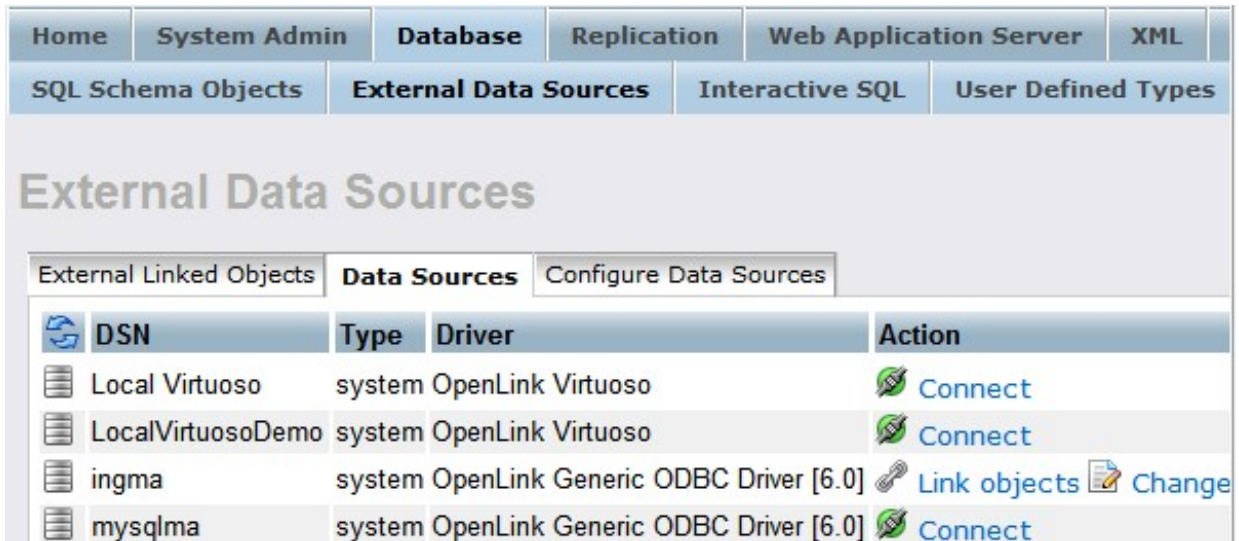 Home System Admin Database Replication Web Application Server XML
SQL Schema Objects External Data Sources Interactive SQL User Defined Types
External Data Sources
External Linked Objects Data Sources Configure Data Sources
DSN Type Driver Action
Local Virtuoso system OpenLink Virtuoso Connect
LocalVirtuosoDemo system OpenLink Virtuoso Connect
ingma system OpenLink Generic ODBC Driver [6.0] Link objects Change
mysqlma system OpenLink Generic ODBC Driver [6.0] Connect